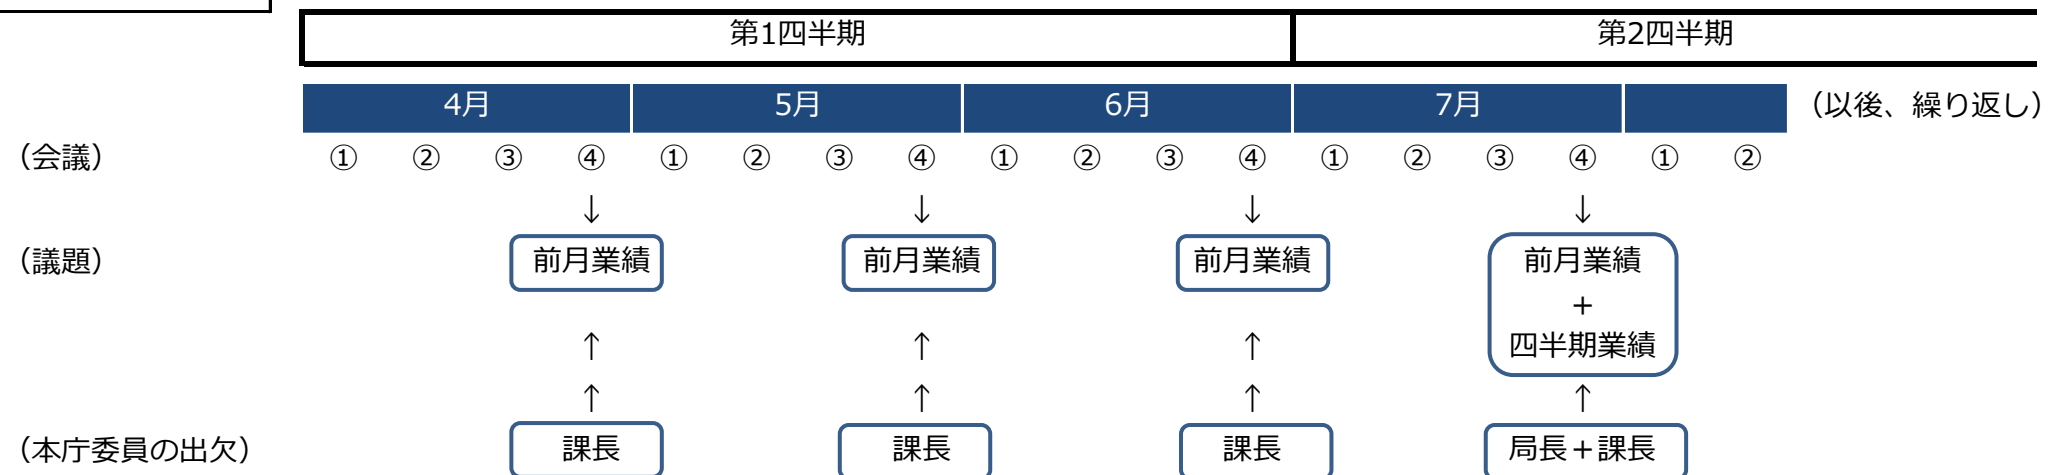 第1四半期 第2四半期
4月 5月 6月 7月 （以後、繰り返し）
（会議） ① ② ③ ④ ① ② ③ ④ ① ② ③ ④ ① ② ③ ④ ① ②
↓ ↓ ↓ ↓
（議題） 前月業績 前月業績 前月業績 前月業績
＋
↑ ↑ ↑ 四半期業績
↑ ↑ ↑ ↑
（本庁委員の出欠） 課長 課長 課長 局長＋課長